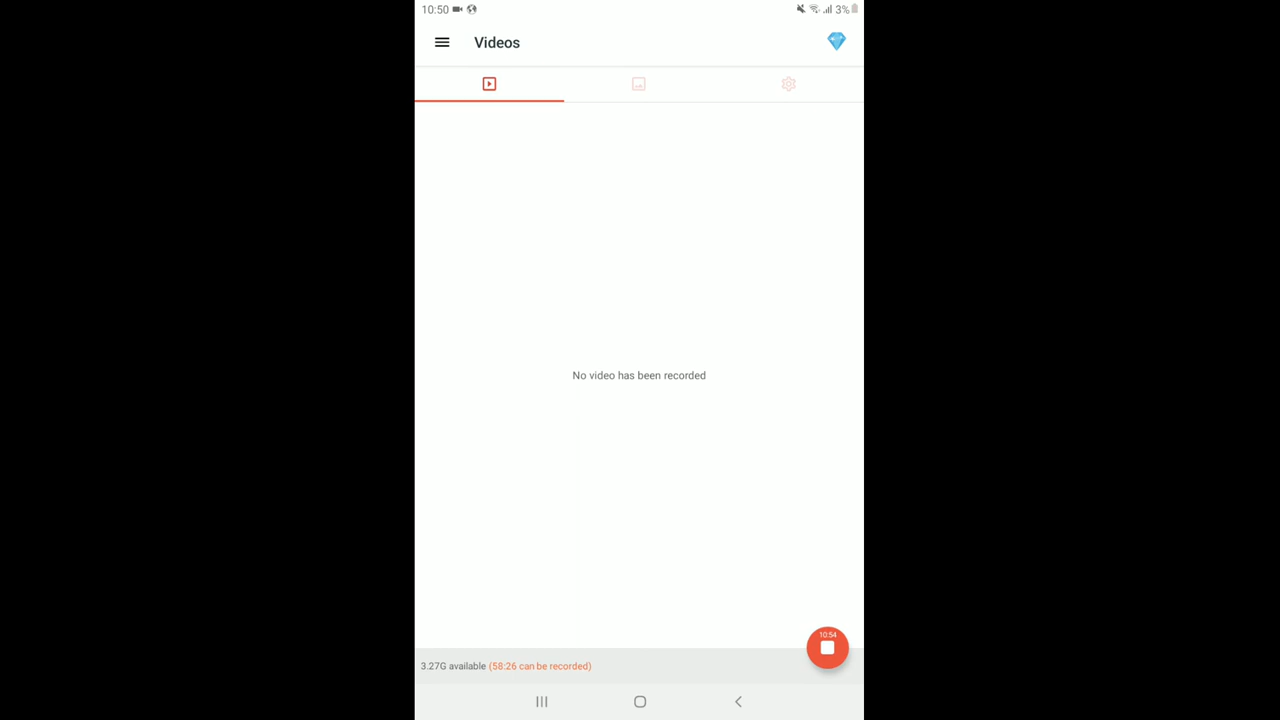 10:50
3%
Videos
No video has been recorded
10:54
3.27G available (58:26 can be recorded)